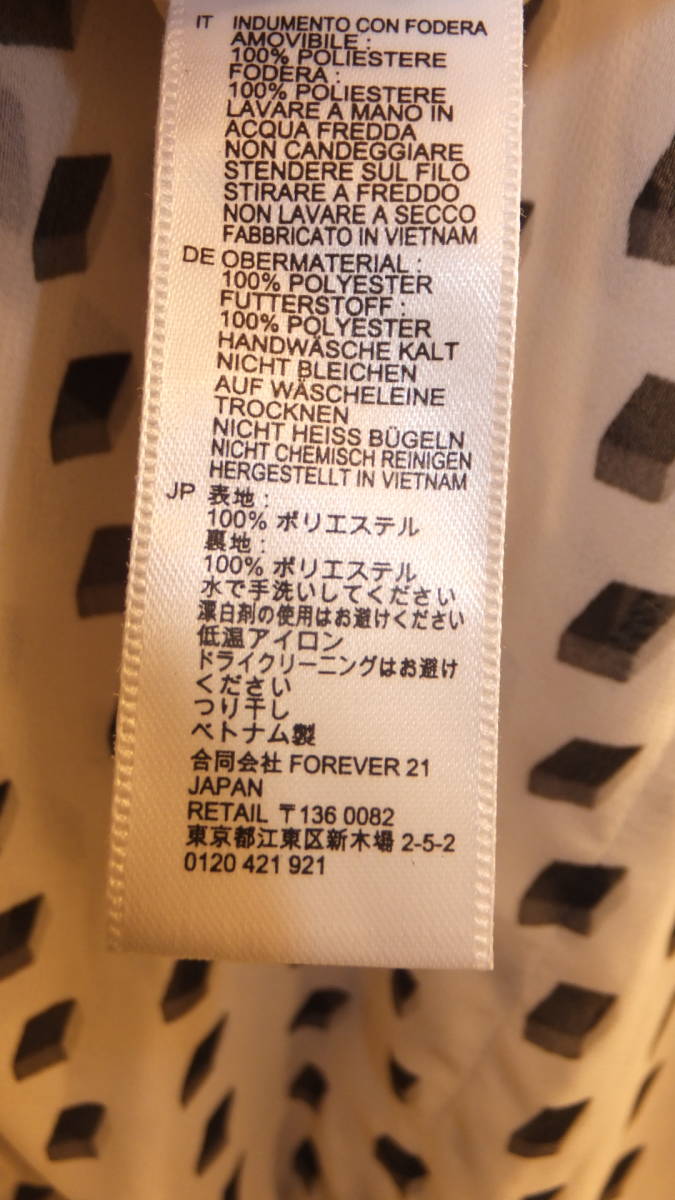 IT INDUMENTO CON FODERA
AMOVIBILE :
100% POLIESTERE
FODERA :
100% POLIESTERE
LAVARE A MANO IN
ACQUA FREDDA
NON CANDEGGIARE
STENDERE SUL FILO
STIRARE A FREDDO
NON LAVARE A SECCO
FABBRICATO IN VIETNAM
DE OBERMATERIAL :
100% POLYESTER
FUTTERSTOFF :
100% POLYESTER
HANDWÄSCHE KALT
NICHT BLEICHEN
AUF WÄSCHELEINE
TROCKNEN
NICHT HEISS BÜGELN
NICHT CHEMISCH REINIGEN
HERGESTELLT IN VIETNAM
JP 表地 :
100% ポリエステル
裏地 :
100% ポリエステル
水で手洗いしてください
漂白剤の使用はお避けください
低温アイロン
ドライクリーニングはお避け
ください
つり干し
ベトナム製
合同会社 FOREVER 21
JAPAN
RETAIL 〒136 0082
東京都江東区新木場 2-5-2
0120 421 921